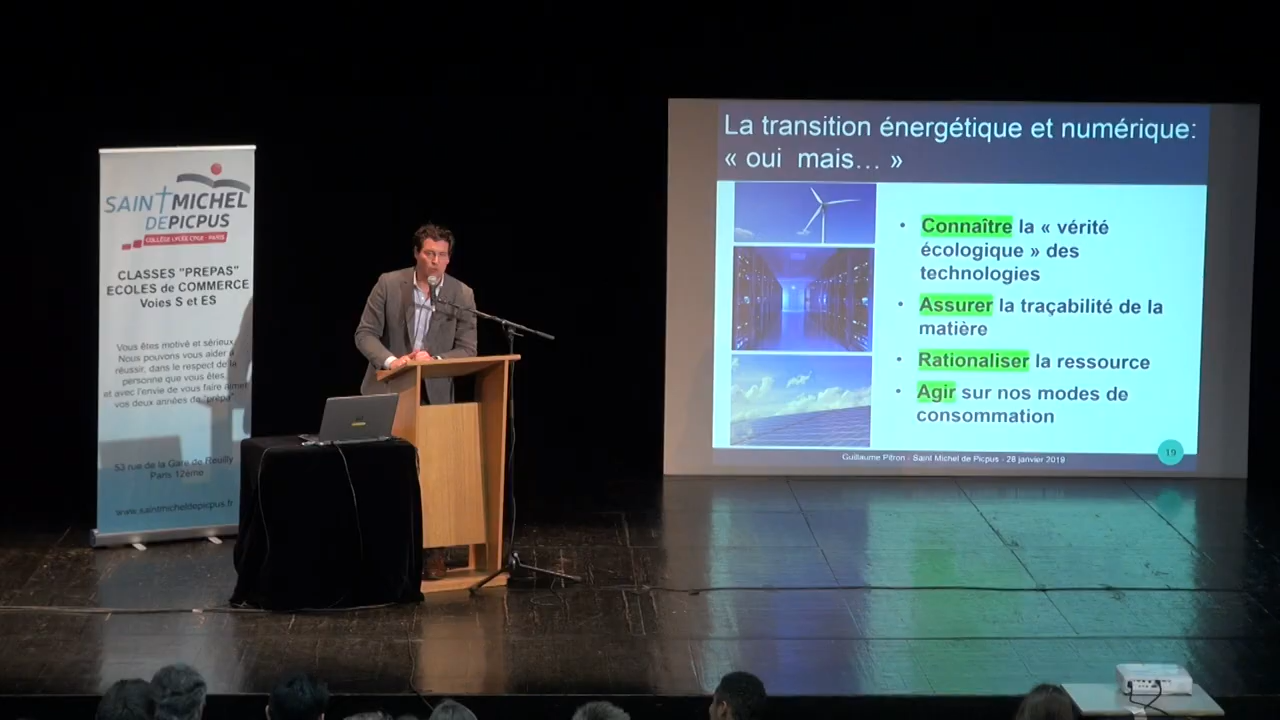 SAINT MICHEL
DE PICPUS
COLLÈGE LYCÉE CPGE - PARIS
CLASSES "PREPAS"
ECOLES de COMMERCE
Voies S et ES
Vous êtes motivé et sérieux
Nous pouvons vous aider à
réussir, dans le respect de la
personne que vous êtes,
et avec l'envie de vous faire aimer
vos deux années de "prépa"
53 rue de la Gare de Reuilly
Paris 12ème
www.saintmicheldepicpus.fr
La transition énergétique et numérique:
« oui mais… »
• Connaître la « vérité
écologique » des
technologies
• Assurer la traçabilité de la
matière
• Rationaliser la ressource
• Agir sur nos modes de
consommation
Guillaume Pitron - Saint Michel de Picpus - 28 janvier 2019
19